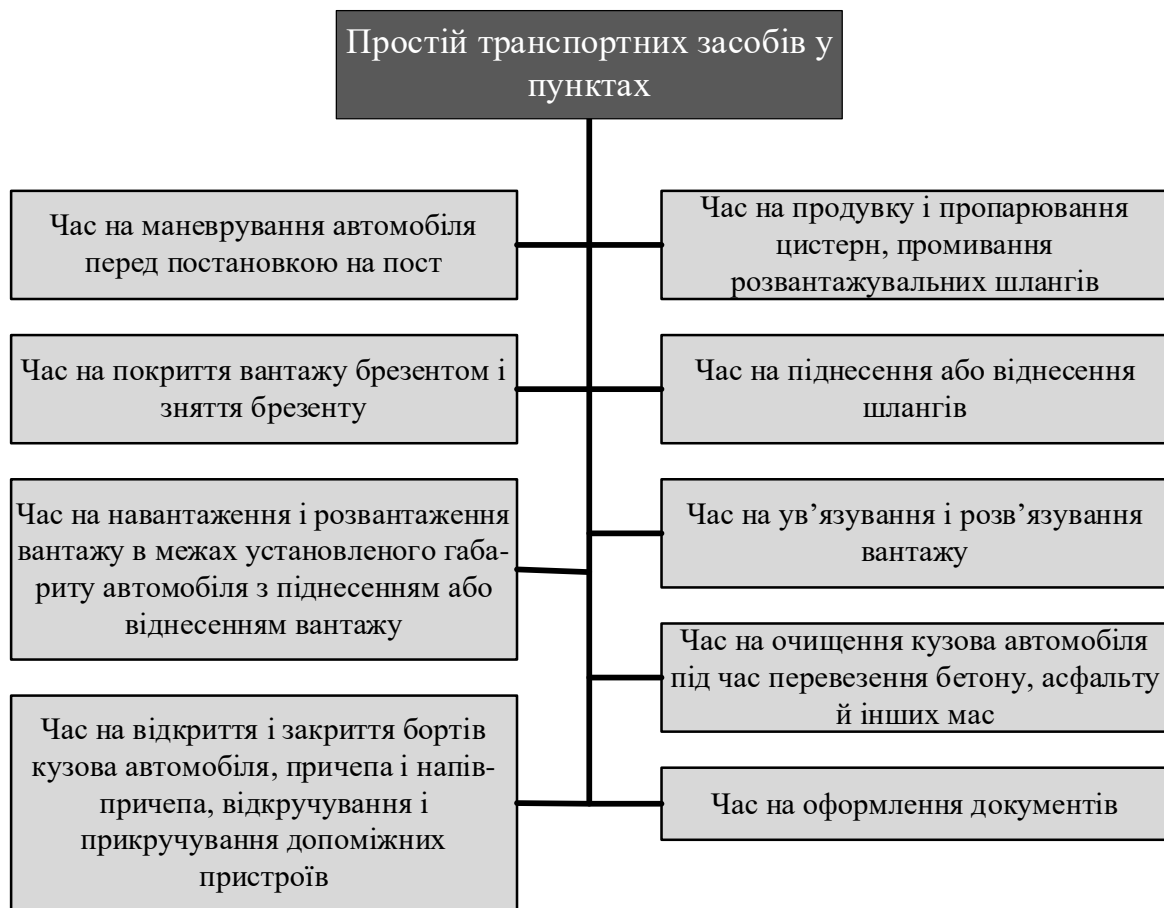 Простій транспортних засобів у
пунктах
Час на маневрування автомобіля
перед постановкою на пост
Час на продувку і пропарювання
цистерн, промивання
розвантажувальних шлангів
Час на покриття вантажу брезентом і
зняття брезенту
Час на піднесення або віднесення
шлангів
Час на навантаження і розвантаження
вантажу в межах установленого габа-
риту автомобіля з піднесенням або
віднесенням вантажу
Час на ув’язування і розв’язування
вантажу
Час на очищення кузова автомобіля
під час перевезення бетону, асфальту
й інших мас
Час на відкриття і закриття бортів
кузова автомобіля, причепа і напів-
причепа, відкручування і
прикручування допоміжних
пристроїв
Час на оформлення документів